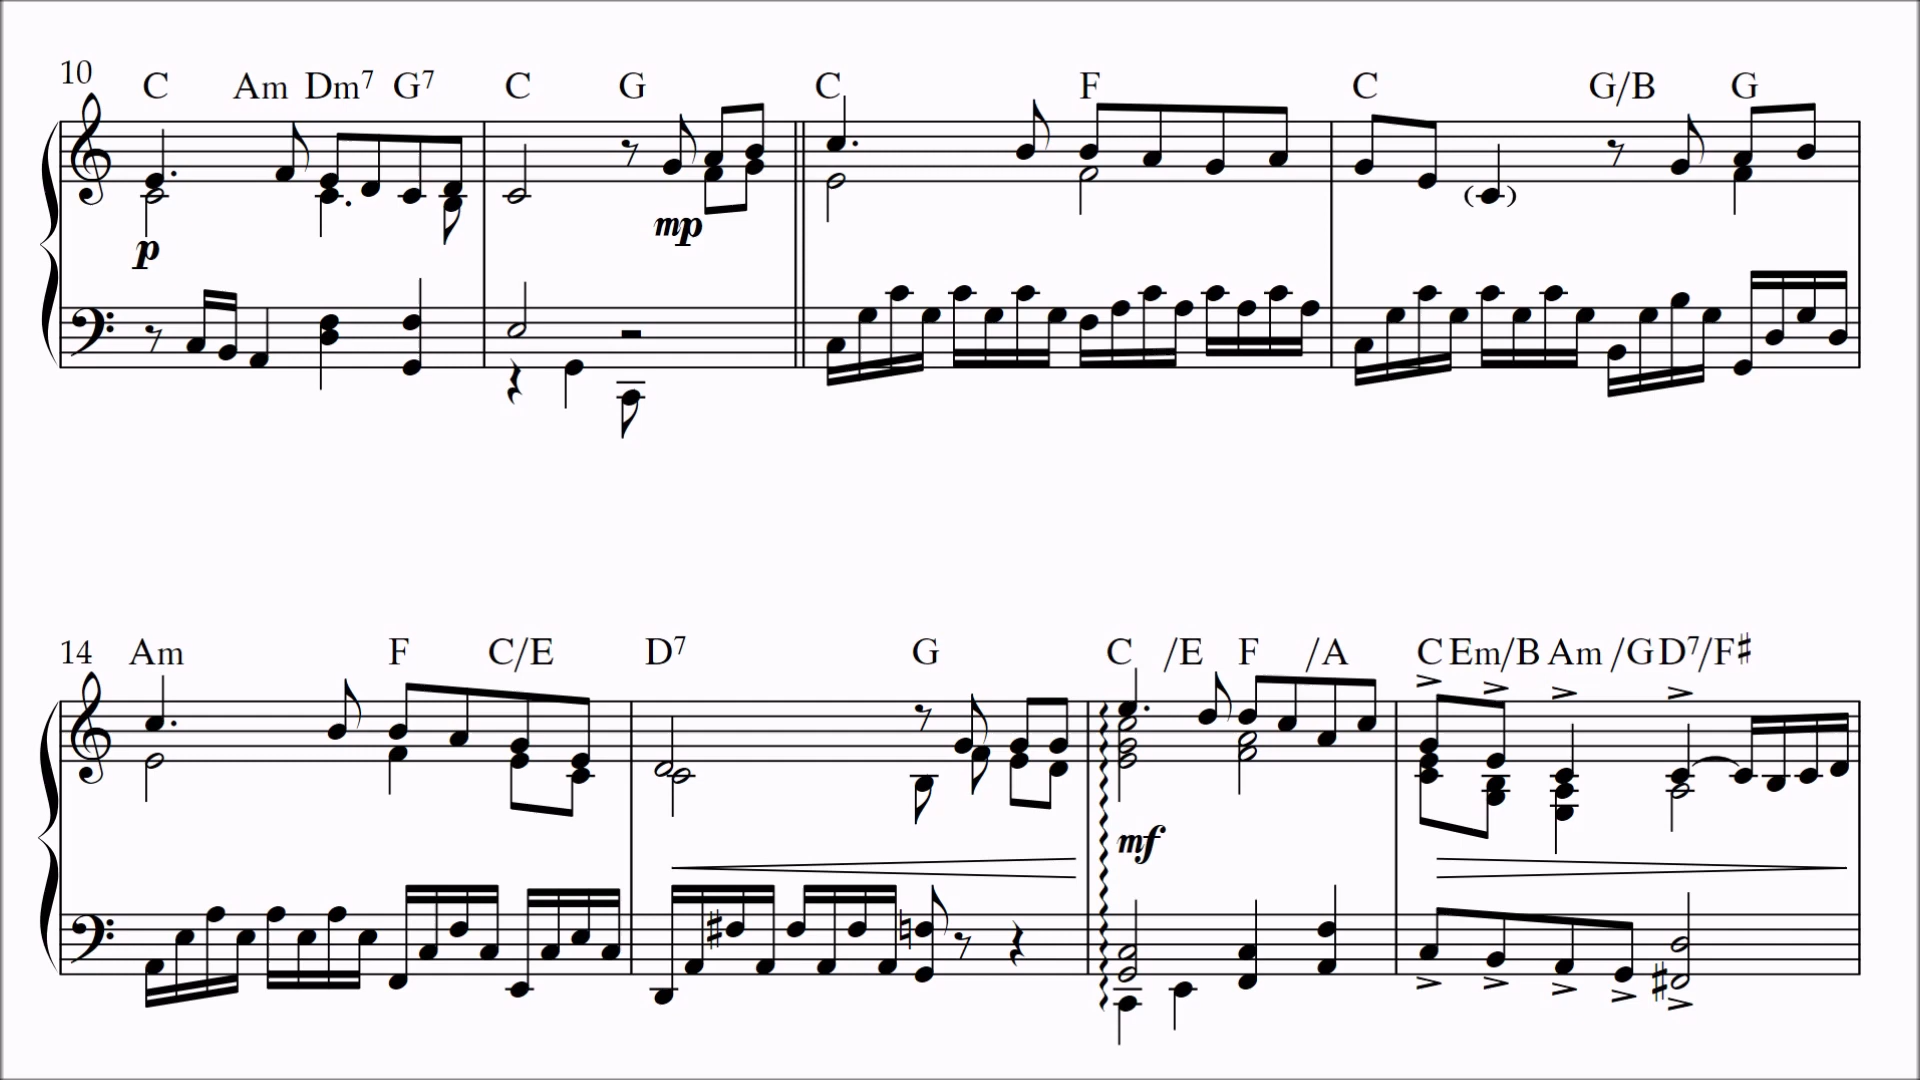 10 C Am Dm7 G7 C G C F C G/B G
p mp
14 Am F C/E D7 G C /E F /A C Em/B Am /G D7/F♯
mf